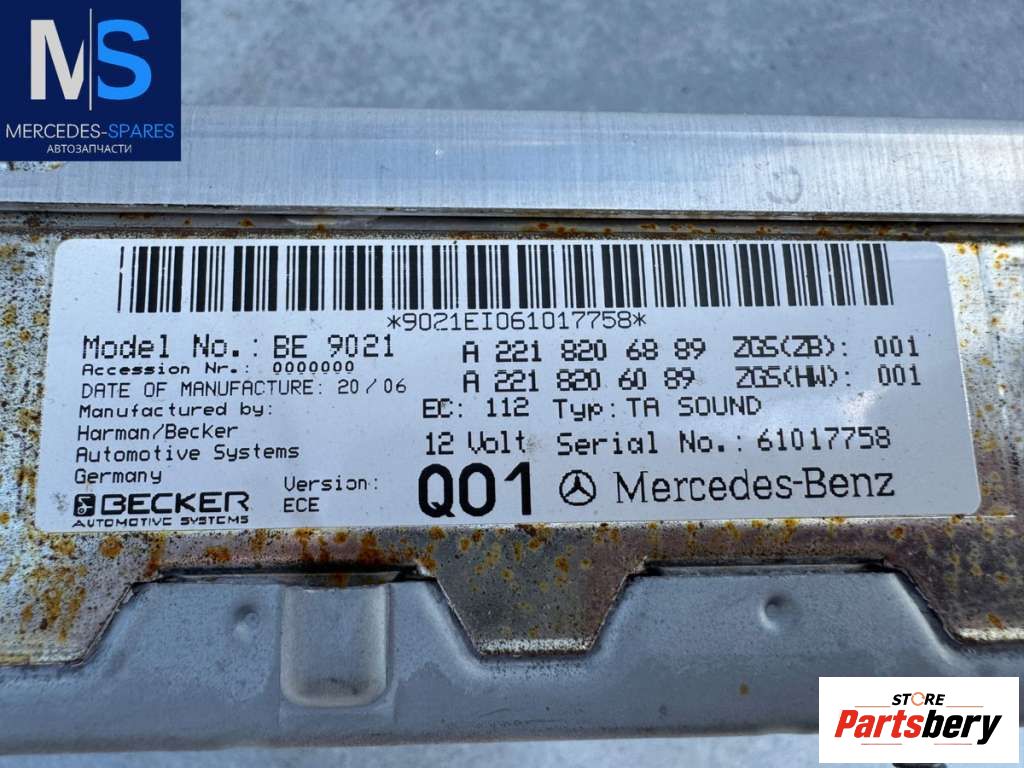 MS
MERCEDES-SPARES
АВТОЗАПЧАСТИ
*9021EI061017758*
Model No.: BE 9021 A 221 820 68 89 ZGS(ZB): 001
Accession Nr.: 0000000
DATE OF MANUFACTURE: 20/06 A 221 820 60 89 ZGS(HW): 001
Manufactured by: EC: 112 Typ: TA SOUND
Harman/Becker
Automotive Systems 12 Volt Serial No.: 61017758
Germany
Version: Q01 Mercedes-Benz
BECKER ECE
AUTOMOTIVE SYSTEMS
STORE
Partsbery